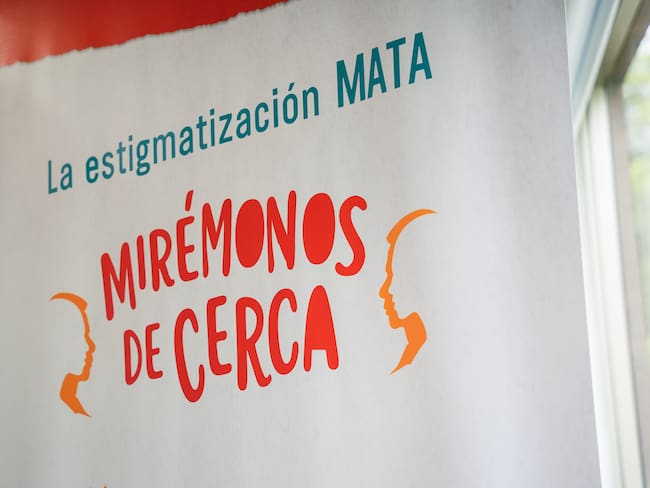 La estigmatización MATA
MIRÉMONOS
DE CERCA